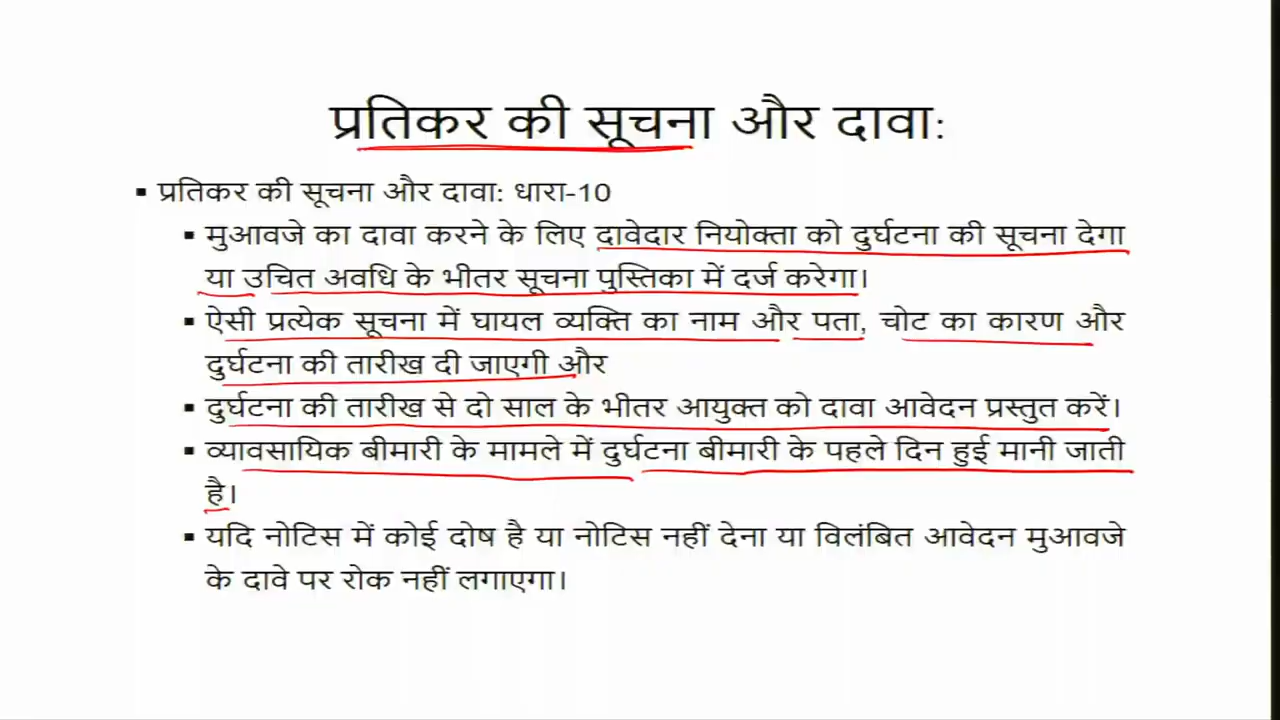 प्रतिकर की सूचना और दावा:
▪ प्रतिकर की सूचना और दावा: धारा-10
▪ मुआवजे का दावा करने के लिए दावेदार नियोक्ता को दुर्घटना की सूचना देगा
या उचित अवधि के भीतर सूचना पुस्तिका में दर्ज करेगा।
▪ ऐसी प्रत्येक सूचना में घायल व्यक्ति का नाम और पता, चोट का कारण और
दुर्घटना की तारीख दी जाएगी और
▪ दुर्घटना की तारीख से दो साल के भीतर आयुक्त को दावा आवेदन प्रस्तुत करें।
▪ व्यावसायिक बीमारी के मामले में दुर्घटना बीमारी के पहले दिन हुई मानी जाती
है।
▪ यदि नोटिस में कोई दोष है या नोटिस नहीं देना या विलंबित आवेदन मुआवजे
के दावे पर रोक नहीं लगाएगा।